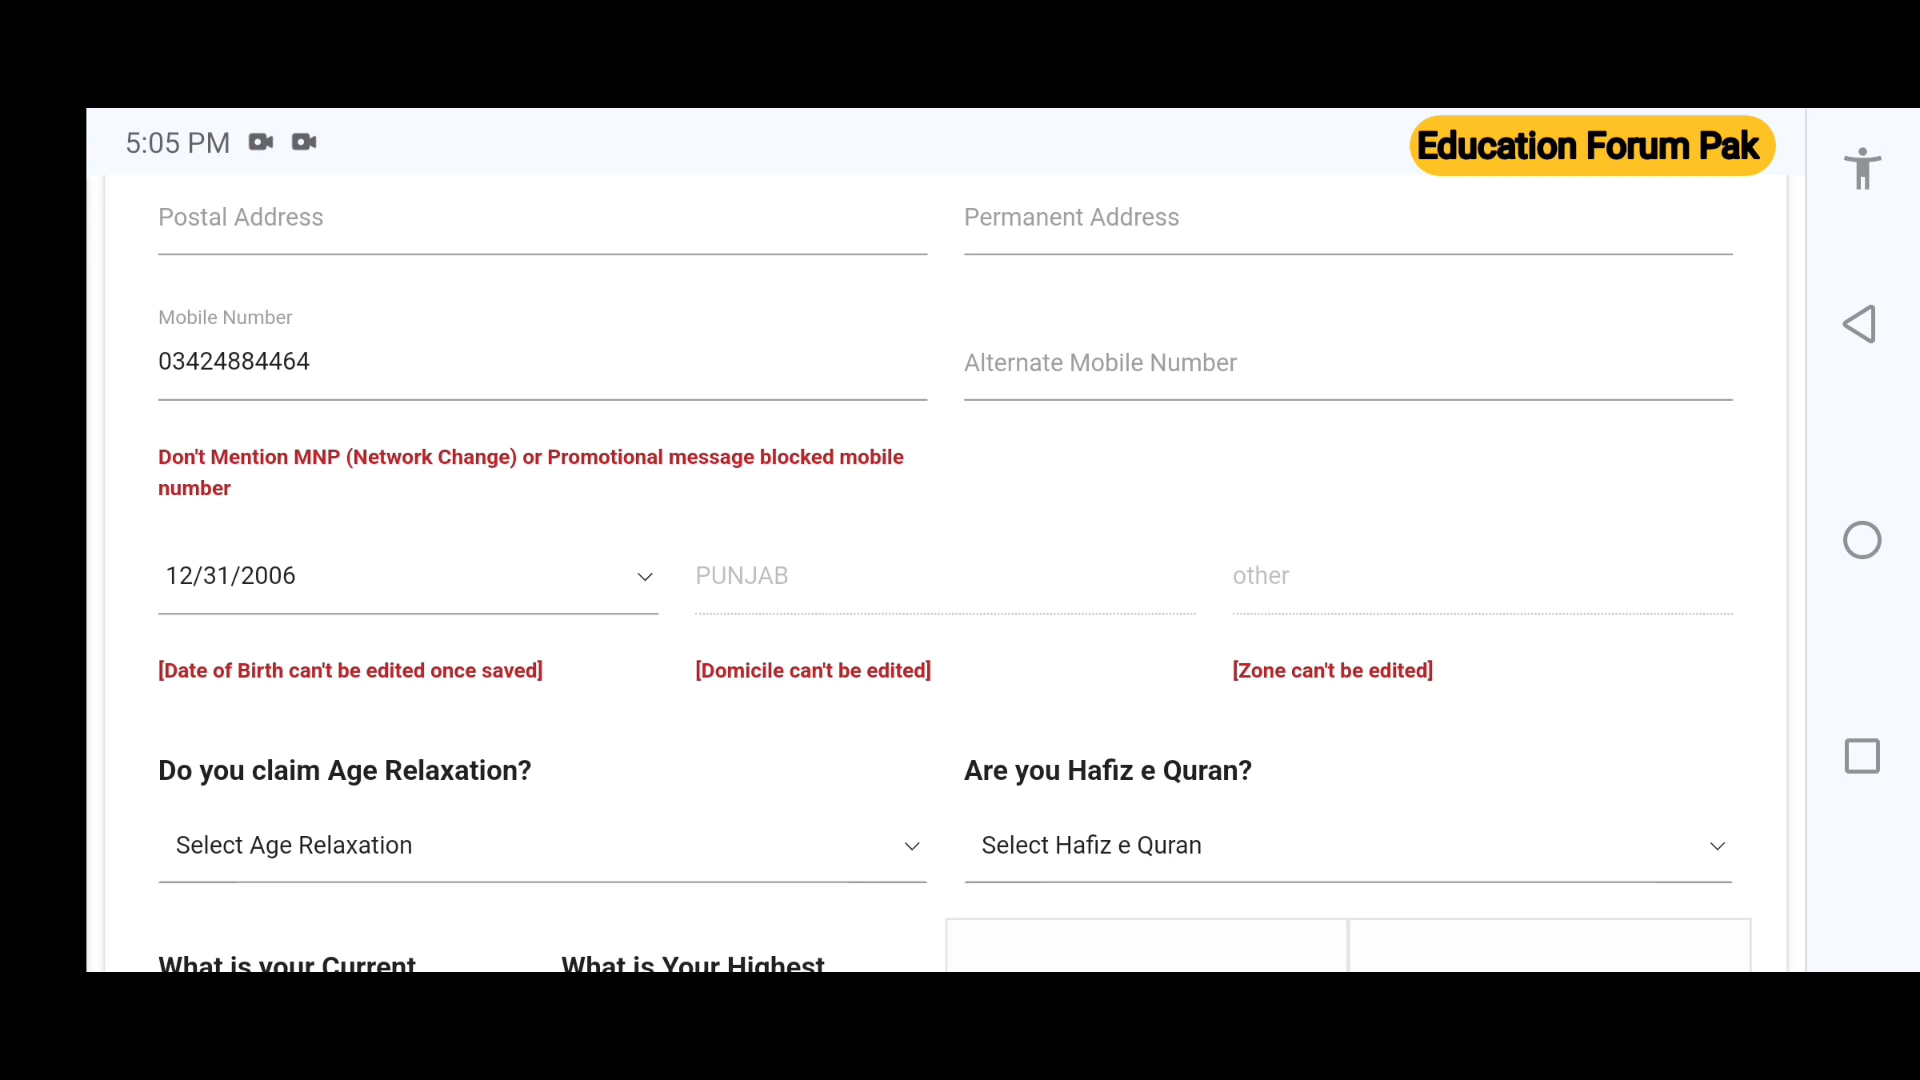 5:05 PM
Education Forum Pak
Postal Address
Permanent Address
Mobile Number
03424884464
Alternate Mobile Number
Don't Mention MNP (Network Change) or Promotional message blocked mobile
number
12/31/2006
PUNJAB
other
[Date of Birth can't be edited once saved]
[Domicile can't be edited]
[Zone can't be edited]
Do you claim Age Relaxation?
Are you Hafiz e Quran?
Select Age Relaxation
Select Hafiz e Quran
What is your Current
What is Your Highest